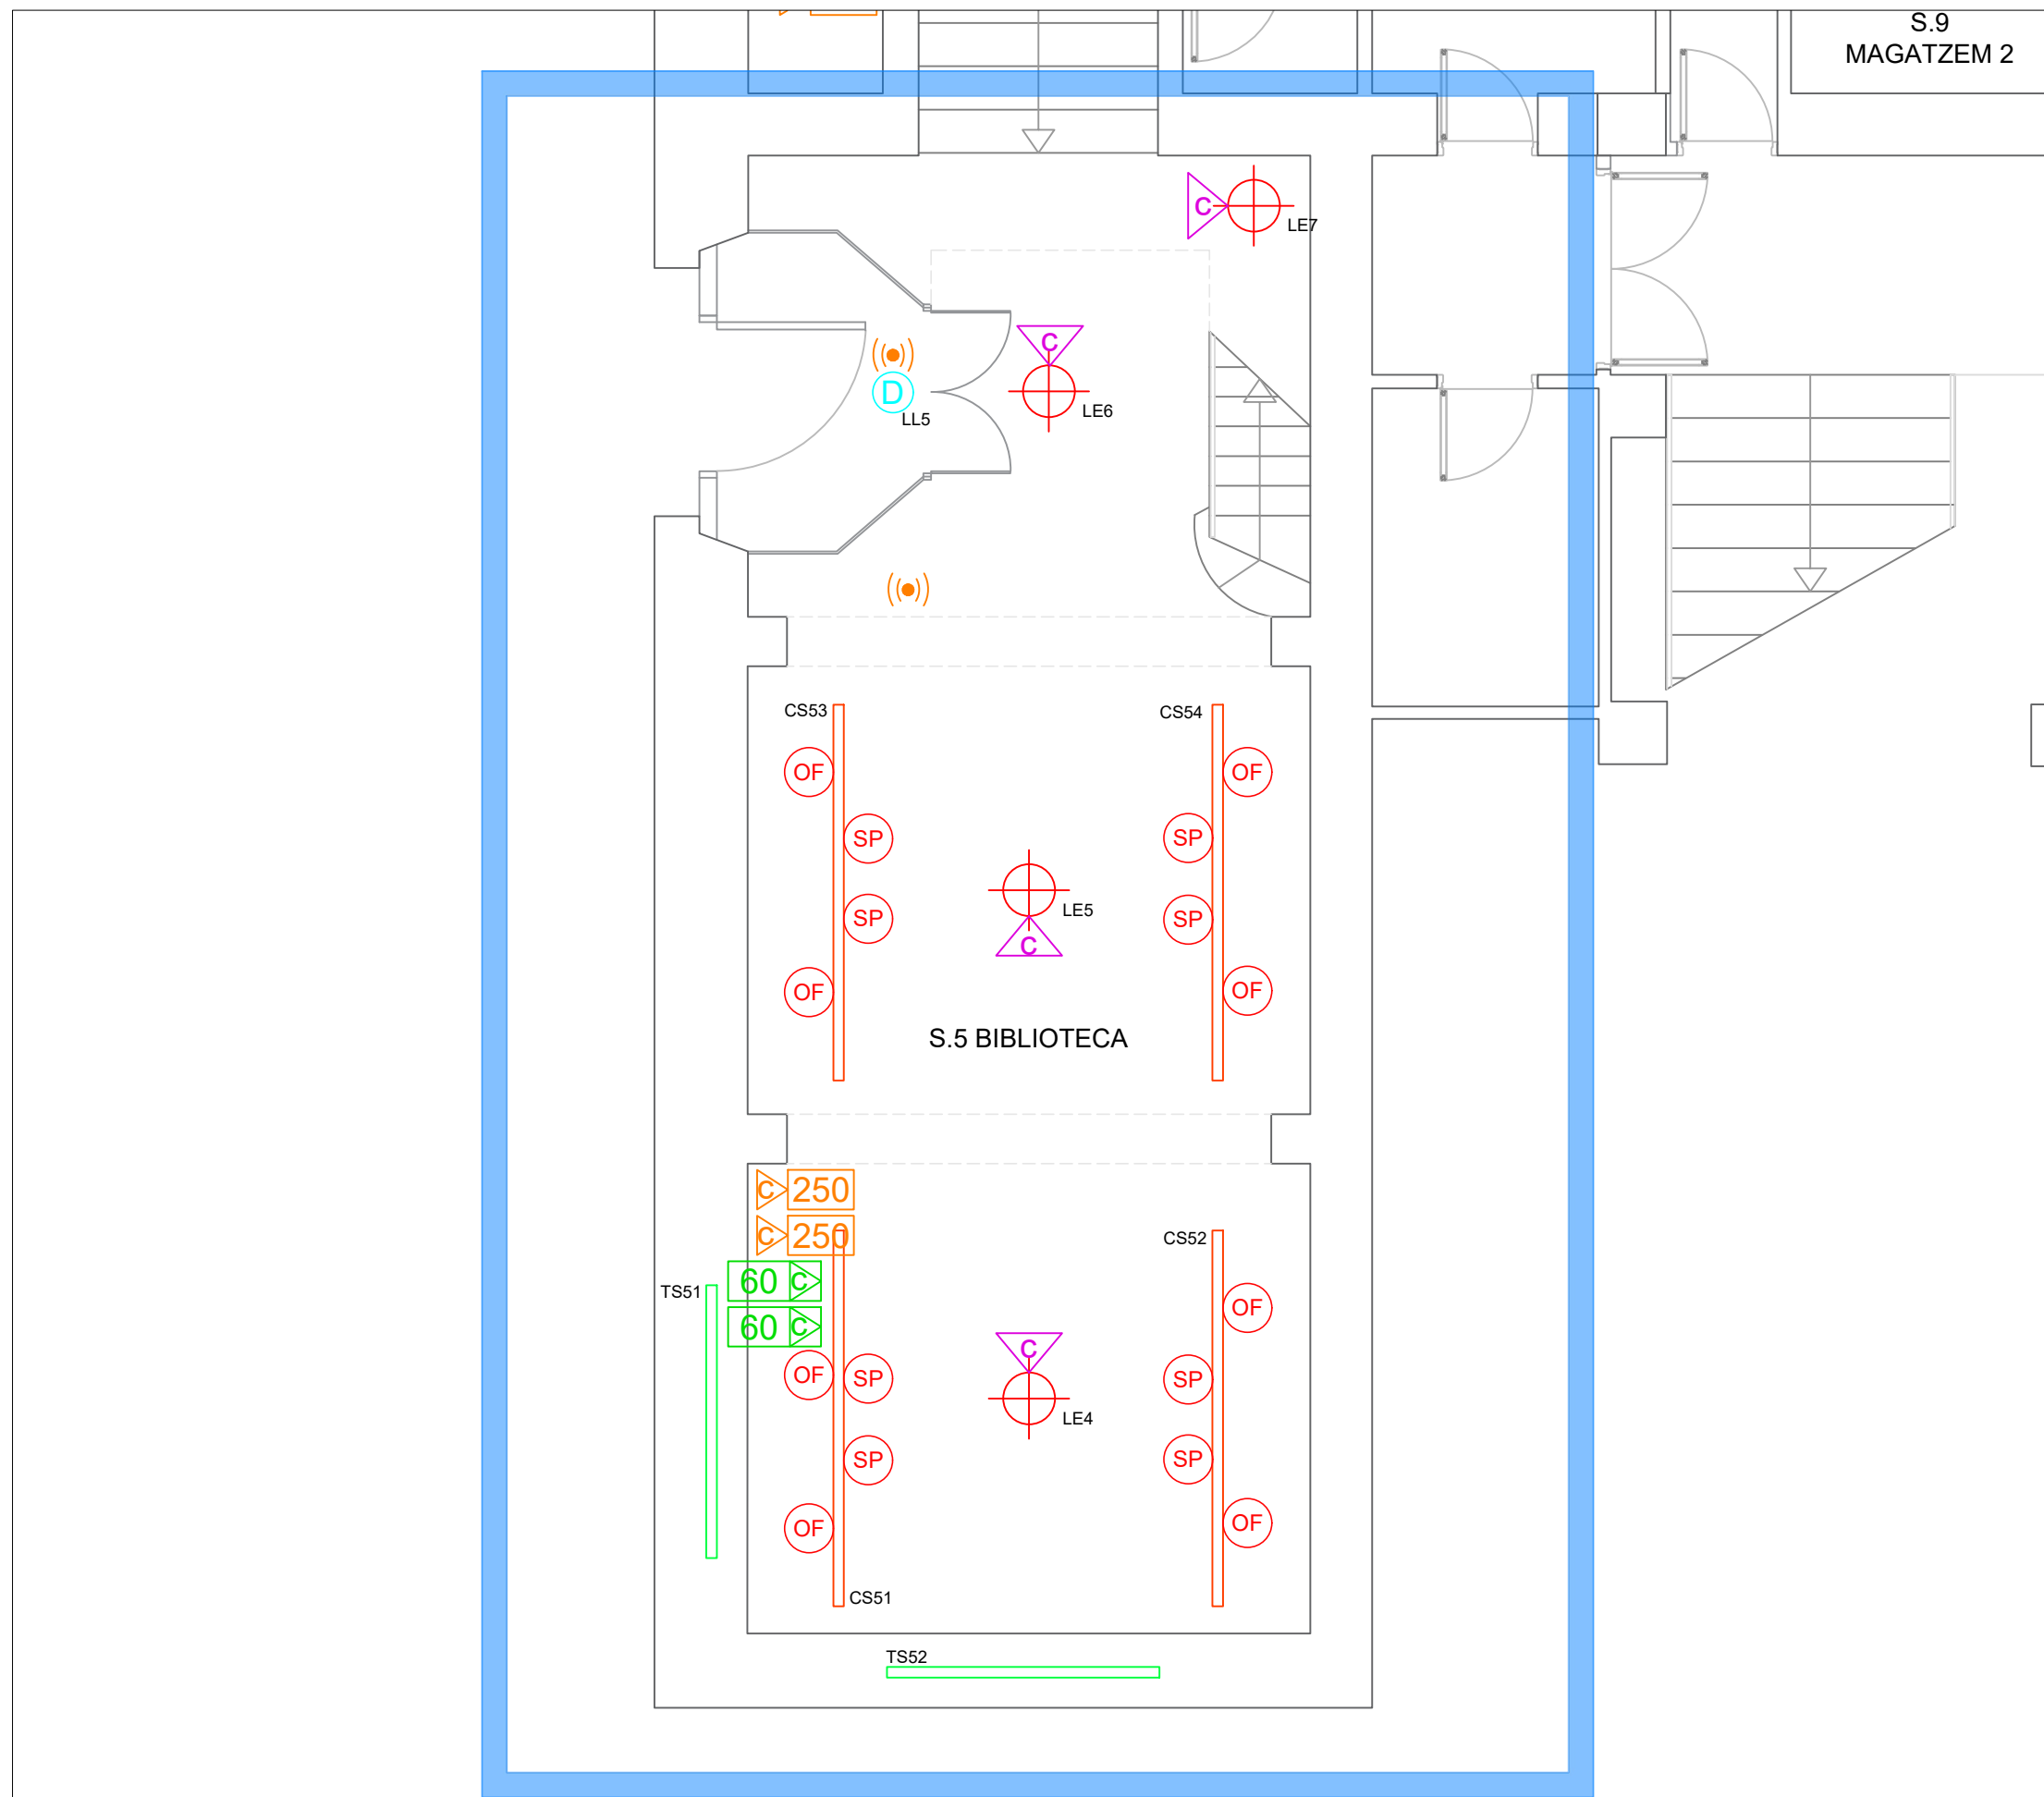 S.9
MAGATZEM 2
C
LE7
C
D
LL5
LE6
CS53
CS54
OF
OF
SP
SP
LE5
SP
SP
C
OF
OF
S.5 BIBLIOTECA
C 250
C 250
CS52
60 C
TS51
60 C
OF
C
OF
SP
SP
LE4
SP
SP
OF
OF
CS51
TS52